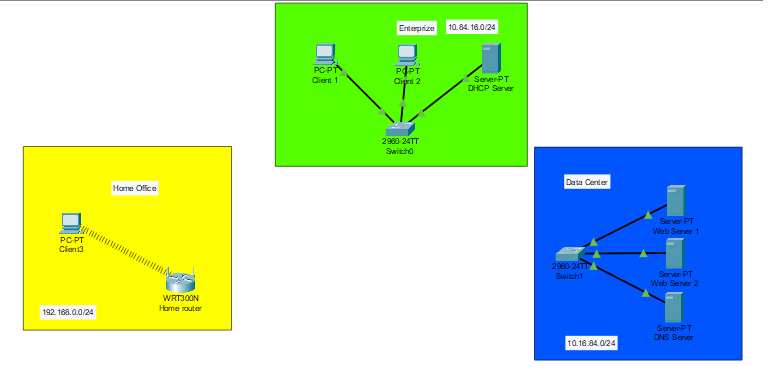 Enterprize
10.84.16.0/24
PC-PT
Client 1
PC-PT
Client 2
Server-PT
DHCP Server
2960-24TT
Switch0
Home Office
PC-PT
Client3
WRT300N
Home router
192.168.0.0/24
Data Center
Server-PT
Web Server 1
2960-24TT
Switch1
Server-PT
Web Server 2
Server-PT
DNS Server
10.16.84.0/24